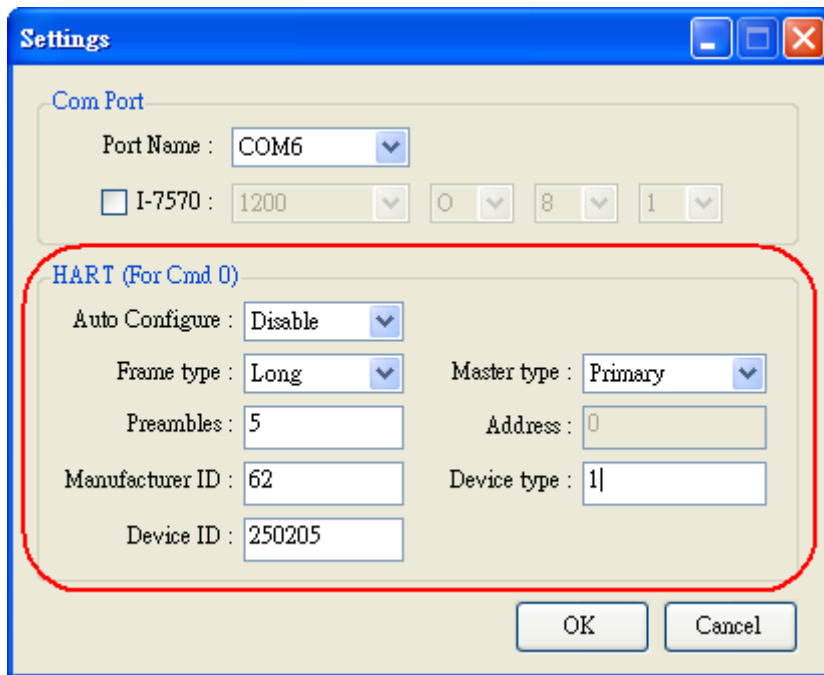 Settings
Com Port
Port Name : COM6
I-7570 : 1200 O 8 1
HART (For Cmd 0)
Auto Configure : Disable
Frame type : Long Master type : Primary
Preambles : 5 Address : 0
Manufacturer ID : 62 Device type : 1
Device ID : 250205
OK Cancel